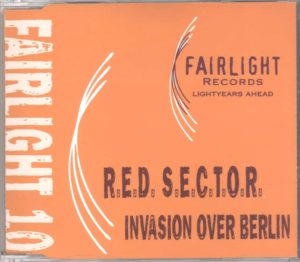 FAIRLIGHT 10
FAIRLIGHT
RECORDS
LIGHTYEARS AHEAD
R.E.D. S.E.C.T.O.R.
INVASION OVER BERLIN